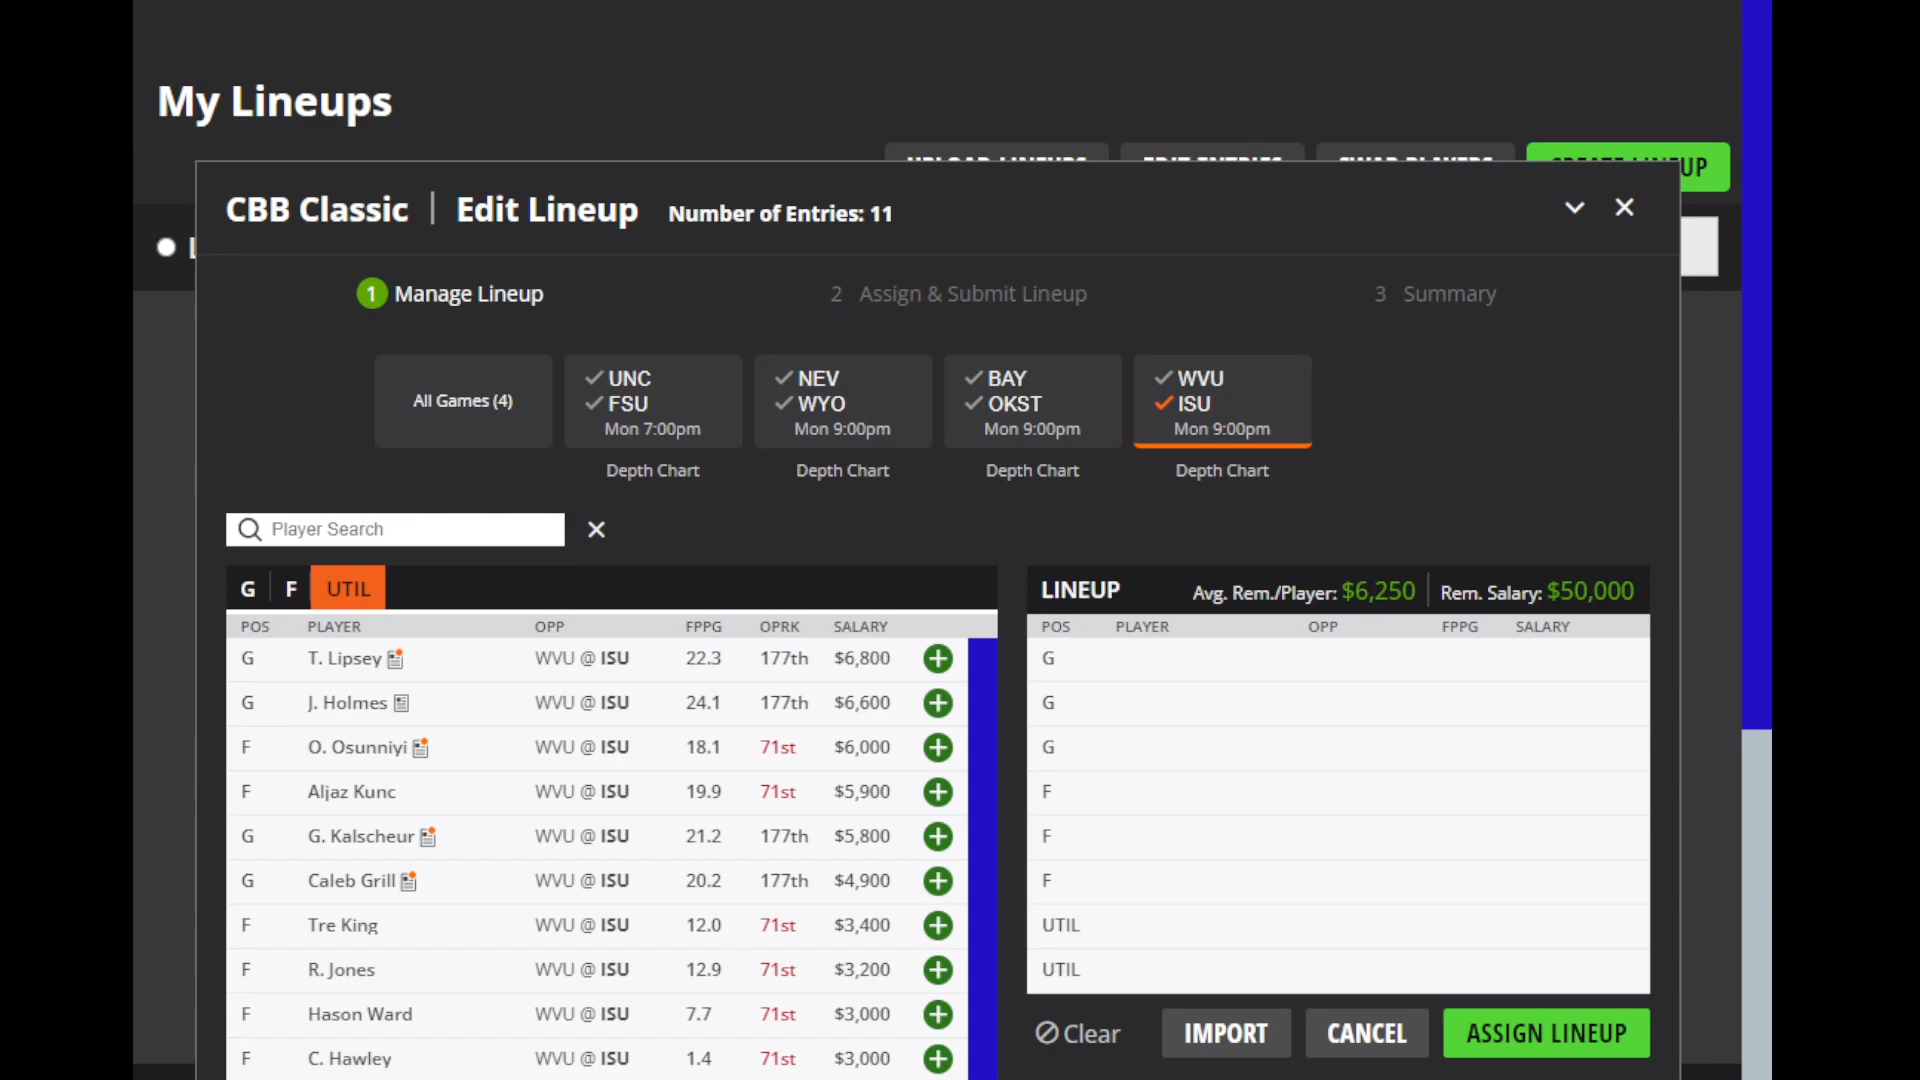 My Lineups
UPLOAD LINEUPS EDIT ENTRIES SWAP PLAYERS CREATE LINEUP
CBB Classic | Edit Lineup Number of Entries: 11
1 Manage Lineup 2 Assign & Submit Lineup 3 Summary
All Games (4)
UNC
FSU
Mon 7:00pm
Depth Chart
NEV
WYO
Mon 9:00pm
Depth Chart
BAY
OKST
Mon 9:00pm
Depth Chart
WVU
ISU
Mon 9:00pm
Depth Chart
Player Search
G F UTIL
POS PLAYER OPP FPPG OPRK SALARY
G T. Lipsey WVU @ ISU 22.3 177th $6,800
G J. Holmes WVU @ ISU 24.1 177th $6,600
F O. Osunniyi WVU @ ISU 18.1 71st $6,000
F Aljaz Kunc WVU @ ISU 19.9 71st $5,900
G G. Kalscheur WVU @ ISU 21.2 177th $5,800
G Caleb Grill WVU @ ISU 20.2 177th $4,900
F Tre King WVU @ ISU 12.0 71st $3,400
F R. Jones WVU @ ISU 12.9 71st $3,200
F Hason Ward WVU @ ISU 7.7 71st $3,000
F C. Hawley WVU @ ISU 1.4 71st $3,000
LINEUP Avg. Rem./Player: $6,250 Rem. Salary: $50,000
POS PLAYER OPP FPPG SALARY
G
G
G
F
F
F
UTIL
UTIL
Clear IMPORT CANCEL ASSIGN LINEUP